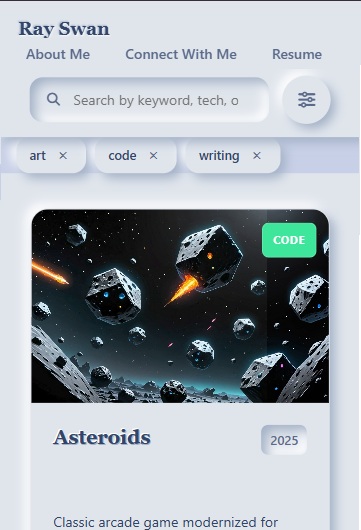 Ray Swan
About Me Connect With Me Resume
Search by keyword, tech, o
art × code × writing ×
CODE
Asteroids 2025
Classic arcade game modernized for